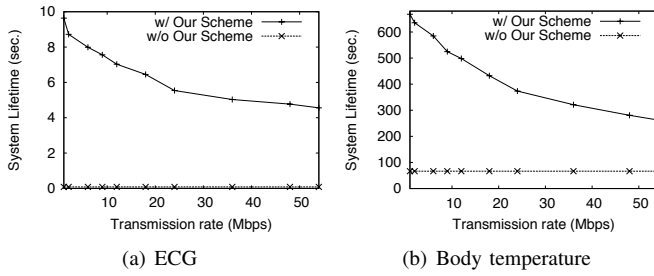 10
8
6
4
2
0
System Lifetime (sec.)
w/ Our Scheme
w/o Our Scheme
10 20 30 40 50
Transmission rate (Mbps)
(a) ECG
600
500
400
300
200
100
0
System Lifetime (sec.)
w/ Our Scheme
w/o Our Scheme
10 20 30 40 50
Transmission rate (Mbps)
(b) Body temperature